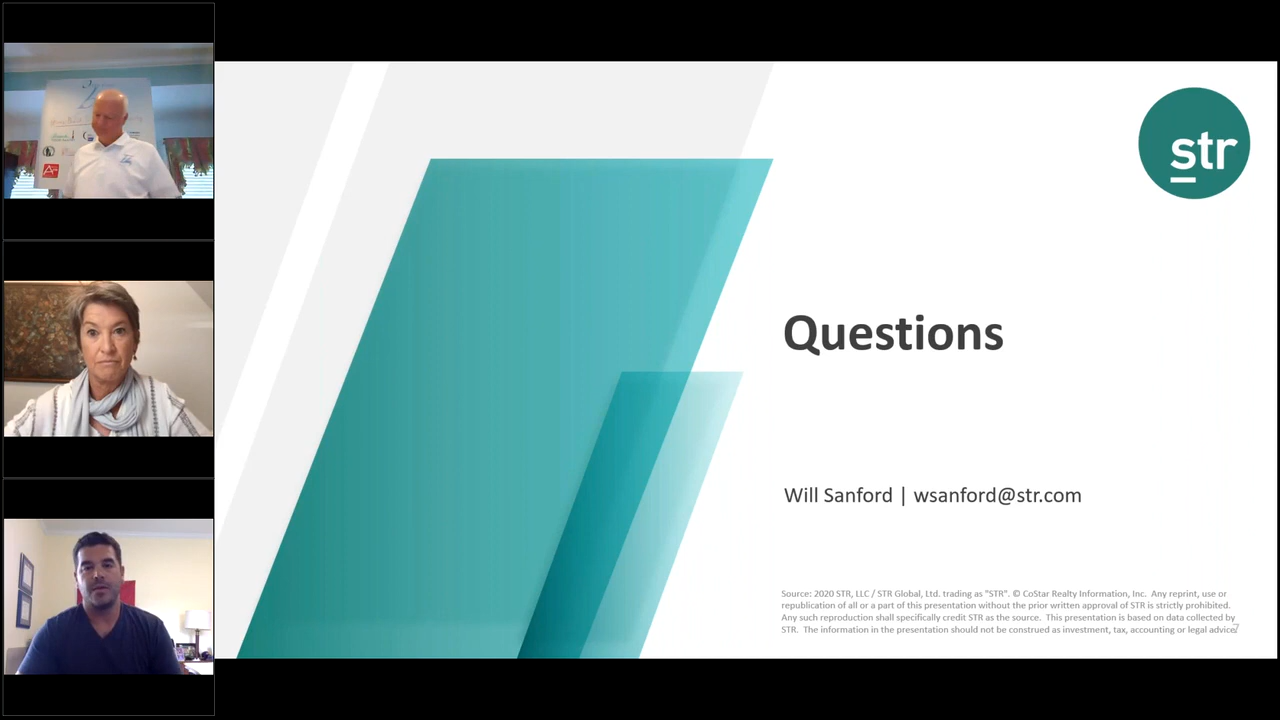 str
Questions
Will Sanford | wsanford@str.com
Source: 2020 STR, LLC / STR Global, Ltd. trading as "STR". © CoStar Realty Information, Inc. Any reprint, use or
republication of all or a part of this presentation without the prior written approval of STR is strictly prohibited.
Any such reproduction shall specifically credit STR as the source. This presentation is based on data collected by
STR. The information in the presentation should not be construed as investment, tax, accounting or legal advice.
7